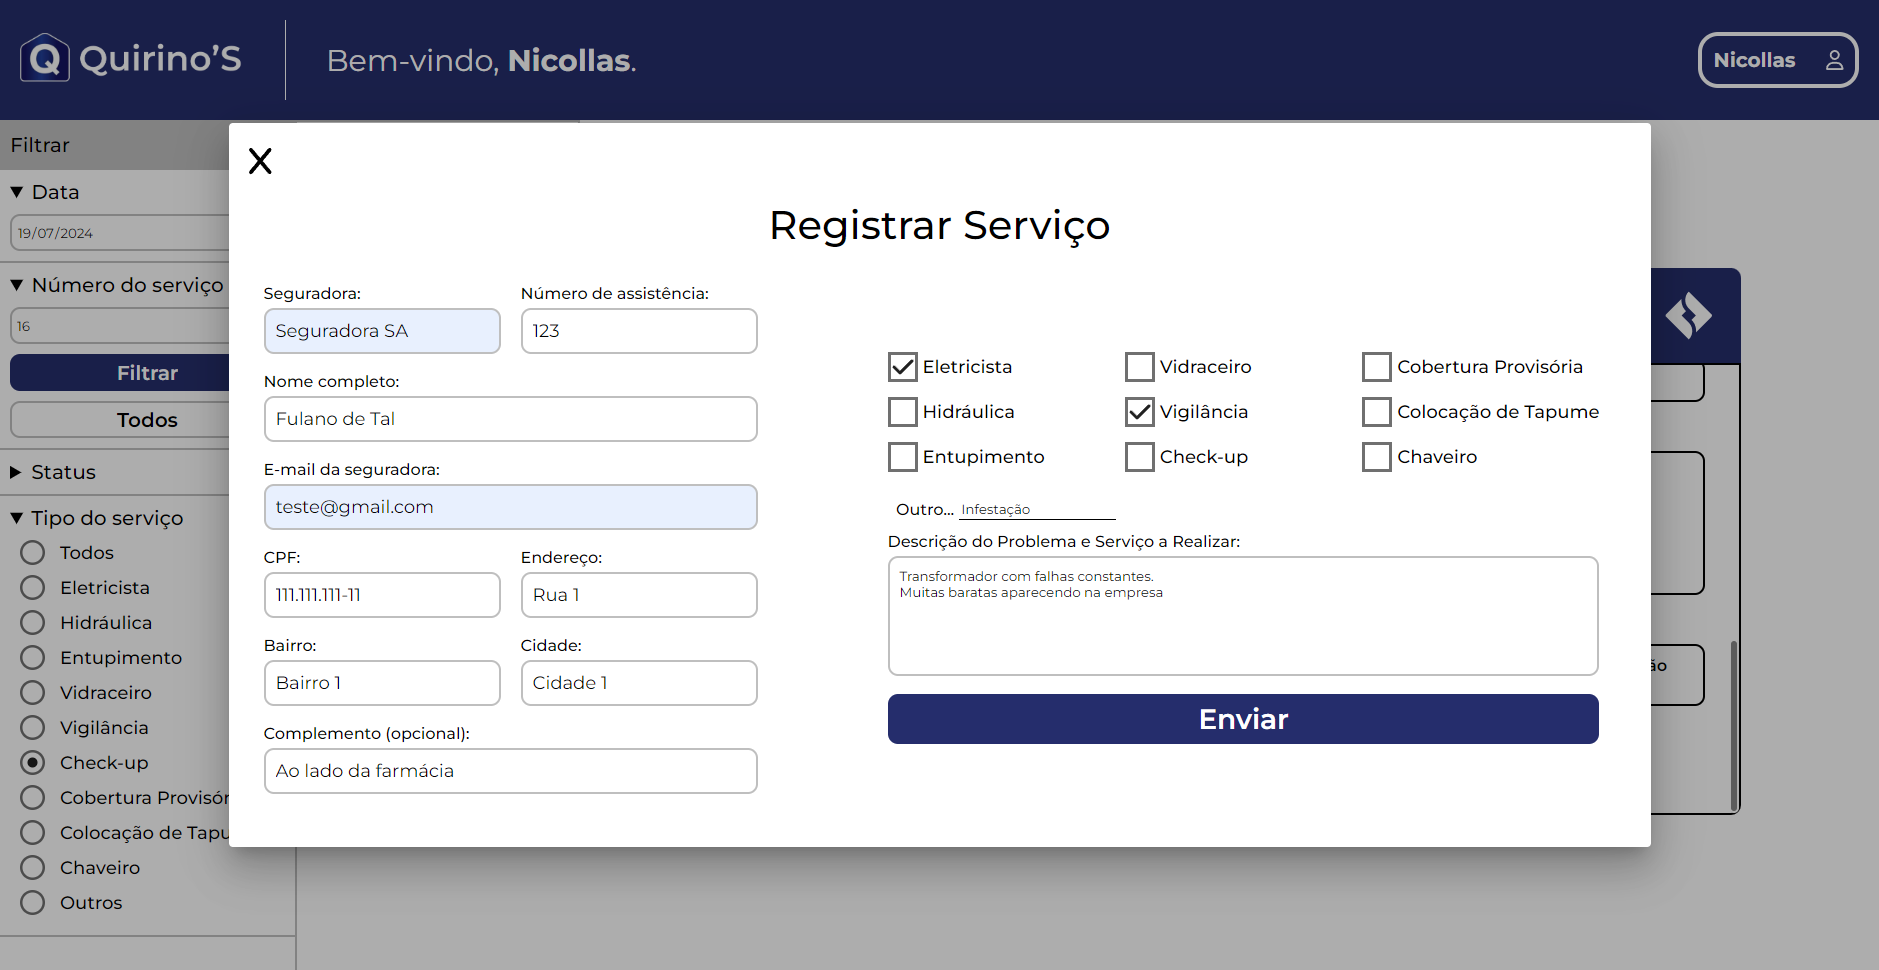 Q Quirino'S
Bem-vindo, Nicollas.
Nicollas
Filtrar
Data
19/07/2024
Número do serviço
16
Filtrar
Todos
Status
Tipo do serviço
Todos
Eletricista
Hidráulica
Entupimento
Vidraceiro
Vigilância
Check-up
Cobertura Provisór
Colocação de Tapu
Chaveiro
Outros
X
Registrar Serviço
Seguradora:
Número de assistência:
Seguradora SA
123
Nome completo:
Fulano de Tal
E-mail da seguradora:
teste@gmail.com
CPF:
Endereço:
111.111.111-11
Rua 1
Bairro:
Cidade:
Bairro 1
Cidade 1
Complemento (opcional):
Ao lado da farmácia
Eletricista
Vidraceiro
Cobertura Provisória
Hidráulica
Vigilância
Colocação de Tapume
Entupimento
Check-up
Chaveiro
Outro... Infestação
Descrição do Problema e Serviço a Realizar:
Transformador com falhas constantes.
Muitas baratas aparecendo na empresa
Enviar
ão